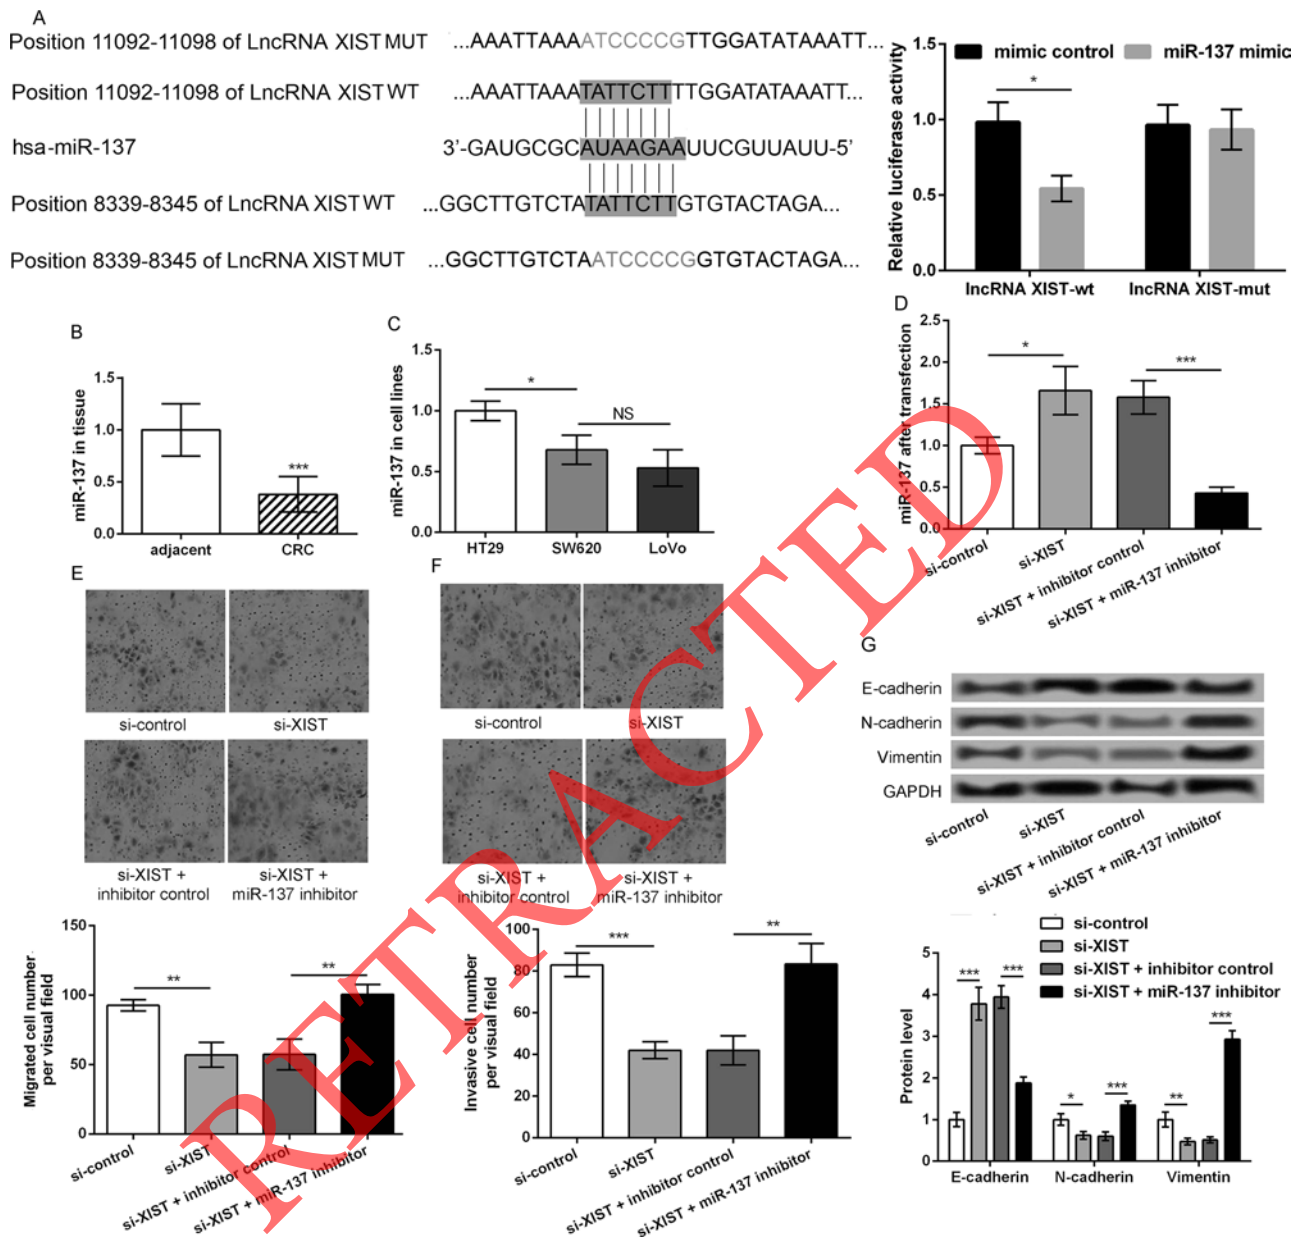 A
Position 11092-11098 of LncRNA XIST MUT ...AAATTAAAATCCCCGTTGGATATAAATT...
Position 11092-11098 of LncRNA XIST WT ...AAATTAAATATTCTTTTGGATATAAATT...
hsa-miR-137 3'-GAUGCGCAUAAGAAUUCGUUAUU-5'
Position 8339-8345 of LncRNA XIST WT ...GGCTTGTCTATATTCTTGTGTACTAGA...
Position 8339-8345 of LncRNA XIST MUT ...GGCTTGTCTAATCCCCGGTGTACTAGA...
mimic control miR-137 mimic
Relative luciferase activity
1.5
1.0
0.5
0.0
*
lncRNA XIST-wt lncRNA XIST-mut
B
miR-137 in tissue
1.5
1.0
0.5
0.0
***
adjacent CRC
C
miR-137 in cell lines
1.5
1.0
0.5
0.0
* NS
HT29 SW620 LoVo
D
miR-137 after transfection
2.5
2.0
1.5
1.0
0.5
0.0
* ***
si-control si-XIST si-XIST + inhibitor control si-XIST + miR-137 inhibitor
E
si-control si-XIST
si-XIST + inhibitor control
si-XIST + miR-137 inhibitor
Migrated cell number
per visual field
150
100
50
0
** **
si-control si-XIST si-XIST + inhibitor control si-XIST + miR-137 inhibitor
F
si-control si-XIST
si-XIST + inhibitor control
si-XIST + miR-137 inhibitor
Invasive cell number
per visual field
100
80
60
40
20
0
*** **
si-control si-XIST si-XIST + inhibitor control si-XIST + miR-137 inhibitor
G
E-cadherin
N-cadherin
Vimentin
GAPDH
si-control si-XIST si-XIST + inhibitor control si-XIST + miR-137 inhibitor
si-control
si-XIST
si-XIST + inhibitor control
si-XIST + miR-137 inhibitor
Protein level
5
4
3
2
1
0
*** *** * *** ** ***
E-cadherin N-cadherin Vimentin
RETRACTED